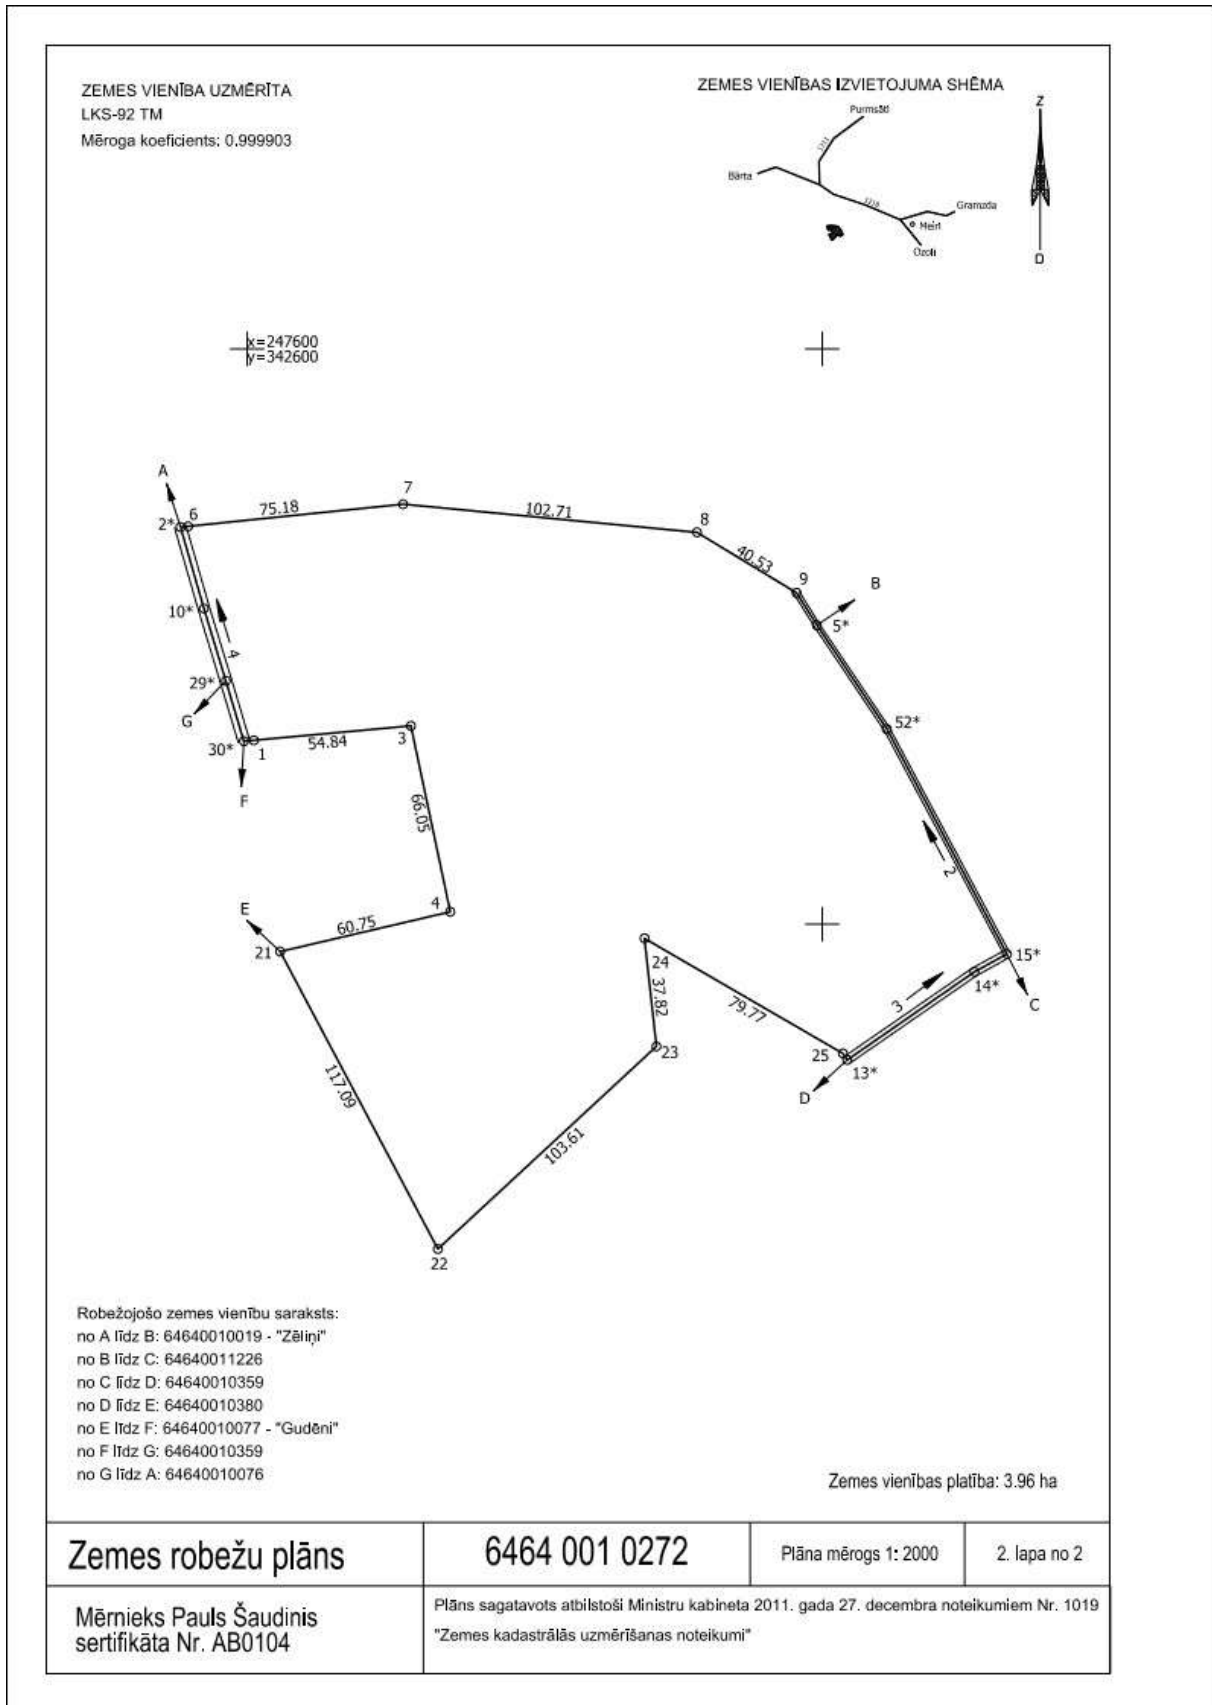 ZEMES VIENĪBA UZMĒRĪTA
LKS-92 TM
Mēroga koeficients: 0.999903
ZEMES VIENĪBAS IZVIETOJUMA SHĒMA
Z
Purmsāti
1211
Bārta
1218
Gramzda
Meiri
Ozoli
D
x=247600
y=342600
A
2*
6
75.18
7
102.71
8
40.53
9
B
5*
10*
4
29*
G
30*
1
54.84
3
F
52*
66.05
2
E
4
60.75
21
24
15*
14*
C
37.82
79.77
3
23
25
13*
D
117.09
103.61
22
Robežojošo zemes vienību saraksts:
no A līdz B: 64640010019 - "Zēliņi"
no B līdz C: 64640011226
no C līdz D: 64640010359
no D līdz E: 64640010380
no E līdz F: 64640010077 - "Gudēni"
no F līdz G: 64640010359
no G līdz A: 64640010076
Zemes vienības platība: 3.96 ha
Zemes robežu plāns
6464 001 0272
Plāna mērogs 1: 2000
2. lapa no 2
Mērnieks Pauls Šaudinis
sertifikāta Nr. AB0104
Plāns sagatavots atbilstoši Ministru kabineta 2011. gada 27. decembra noteikumiem Nr. 1019
"Zemes kadastrālās uzmērīšanas noteikumi"